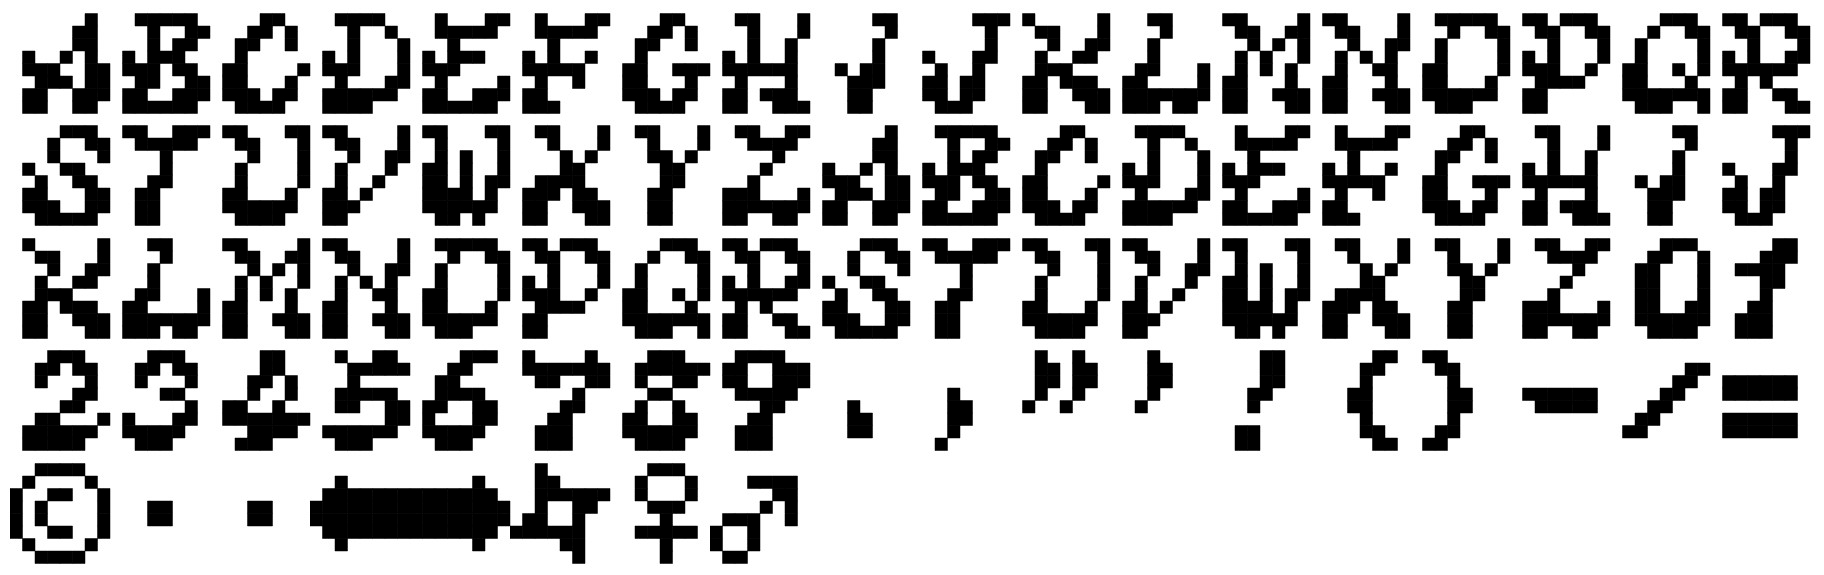 ABCDEFGHIJKLMNOPQR
STUVWXYZABCDEFGHIJ
KLMNOPQRSTUVWXYZ01
23456789.,”’!()-/=
©··♮♀♂